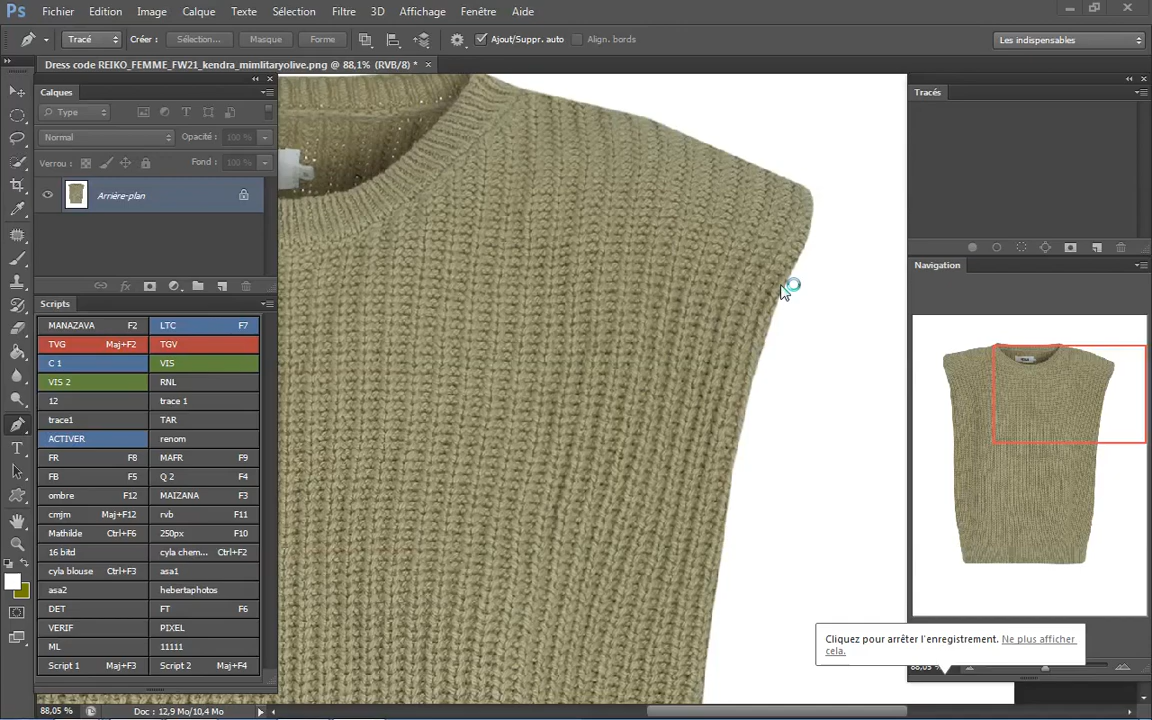 Ps Fichier Edition Image Calque Texte Sélection Filtre 3D Affichage Fenêtre Aide
Tracé Créer : Sélection... Masque Forme Ajout/Suppr. auto Align. bords Les indispensables
Dress code REIKO_FEMME_FW21_kendra_mimlitaryolive.png @ 88,1% (RVB/8) * ×
Calques
Type
Normal Opacité : 100 %
Verrou : Fond : 100 %
Arrière-plan
fx
Scripts
MANAZAVA F2 LTC F7
TVG Maj+F2 TGV
C 1 VIS
VIS 2 RNL
12 trace 1
trace1 TAR
ACTIVER renom
FR F8 MAFR F9
FB F5 Q 2 F4
ombre F12 MAIZANA F3
cmjm Maj+F12 rvb F11
Mathilde Ctrl+F6 250px F10
16 bitd cyla chem... Ctrl+F2
cyla blouse Ctrl+F3 asa1
asa2 hebertaphotos
DET FT F6
VERIF PIXEL
ML 11111
Script 1 Maj+F3 Script 2 Maj+F4
88,05 % Doc : 12,9 Mo/10,4 Mo
Tracés
Navigation
Cliquez pour arrêter l'enregistrement. Ne plus afficher
cela.
88,05 %